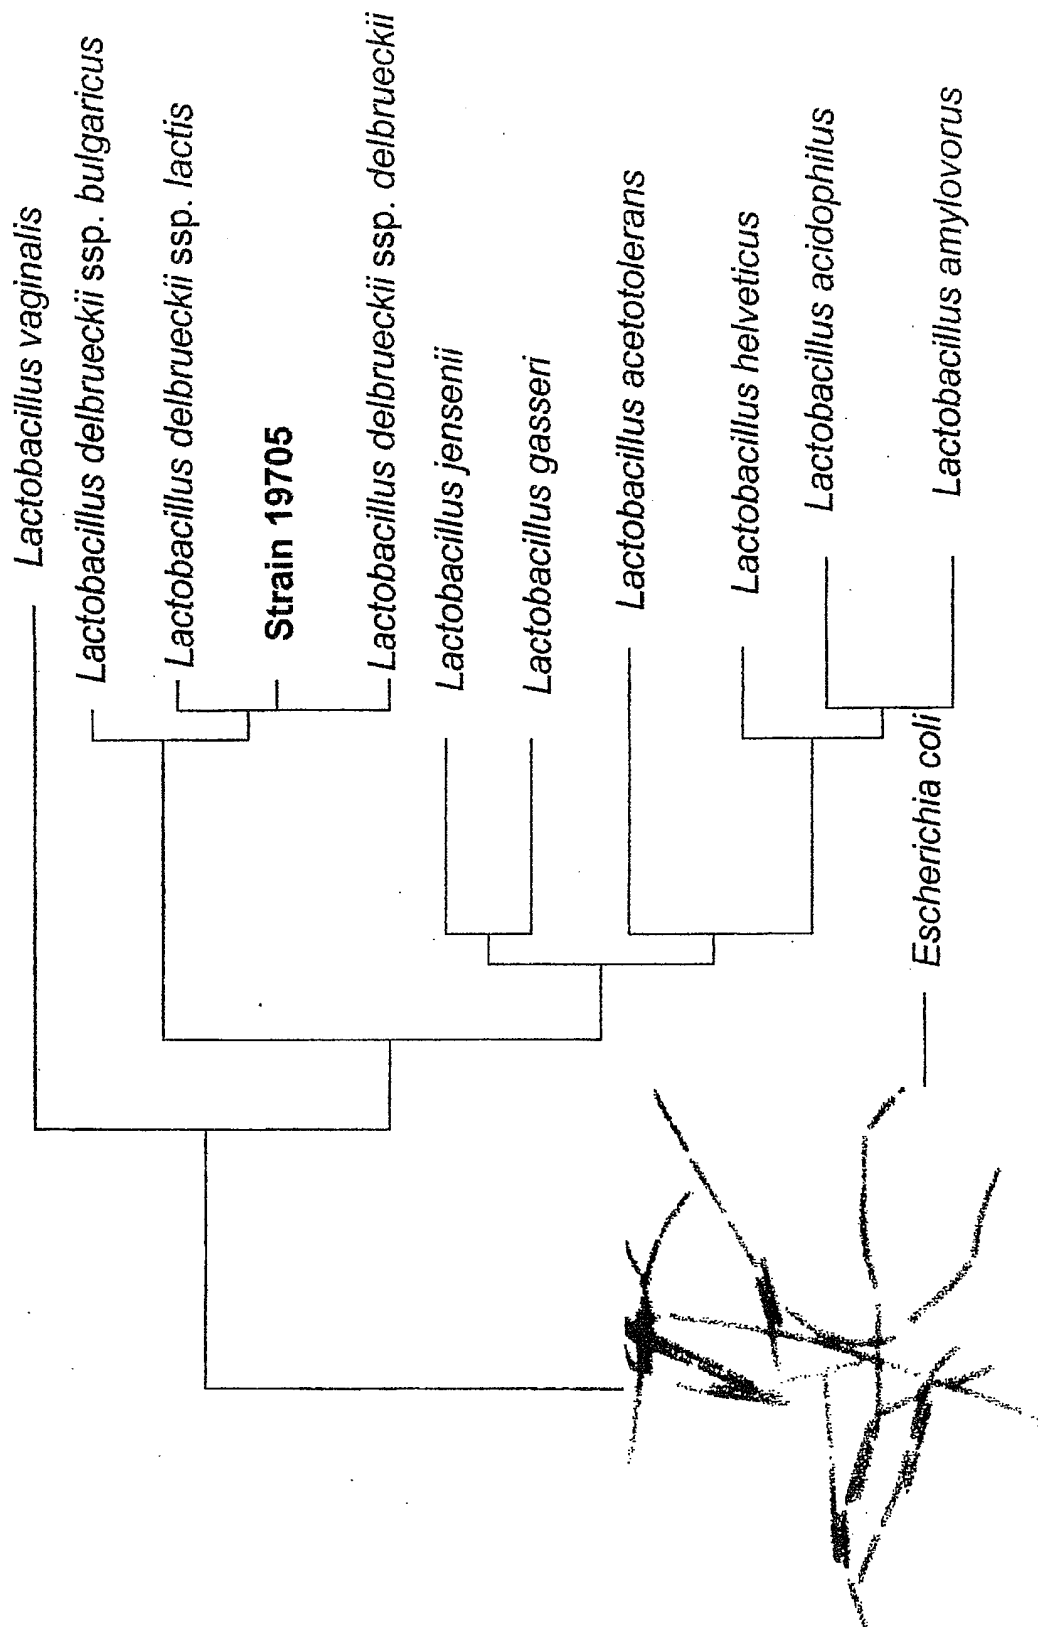 Lactobacillus vaginalis
Lactobacillus delbrueckii ssp. bulgaricus
Lactobacillus delbrueckii ssp. lactis
Strain 19705
Lactobacillus delbrueckii ssp. delbrueckii
Lactobacillus jensenii
Lactobacillus gasseri
Lactobacillus acetotolerans
Lactobacillus helveticus
Lactobacillus acidophilus
Lactobacillus amylovorus
Escherichia coli